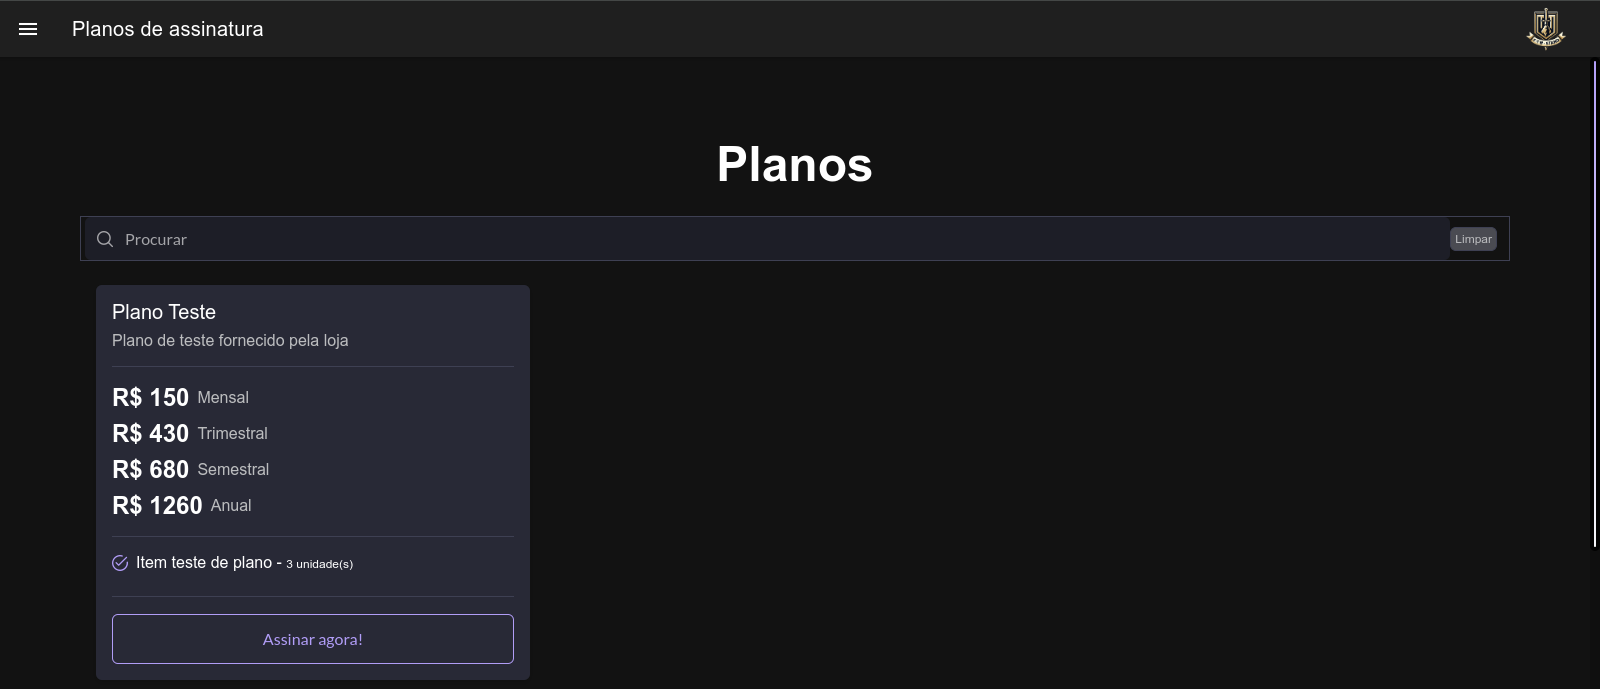 Planos de assinatura
Planos
Procurar
Limpar
Plano Teste
Plano de teste fornecido pela loja
R$ 150 Mensal
R$ 430 Trimestral
R$ 680 Semestral
R$ 1260 Anual
Item teste de plano - 3 unidade(s)
Assinar agora!